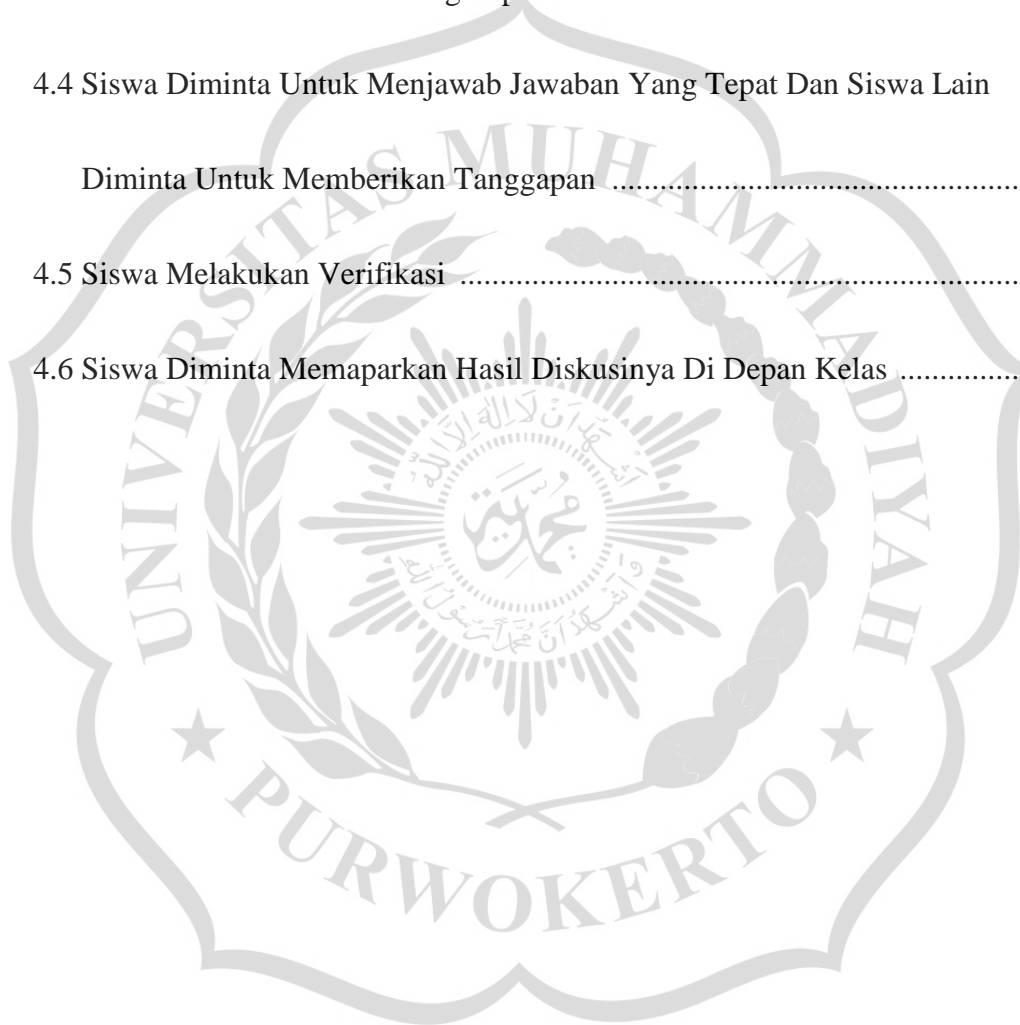 4.4 Siswa Diminta Untuk Menjawab Jawaban Yang Tepat Dan Siswa Lain
Diminta Untuk Memberikan Tanggapan ...................................................
4.5 Siswa Melakukan Verifikasi ......................................................................
4.6 Siswa Diminta Memaparkan Hasil Diskusinya Di Depan Kelas ...............
UNIVERSITAS MUHAMMADIYAH
PURWOKERTO